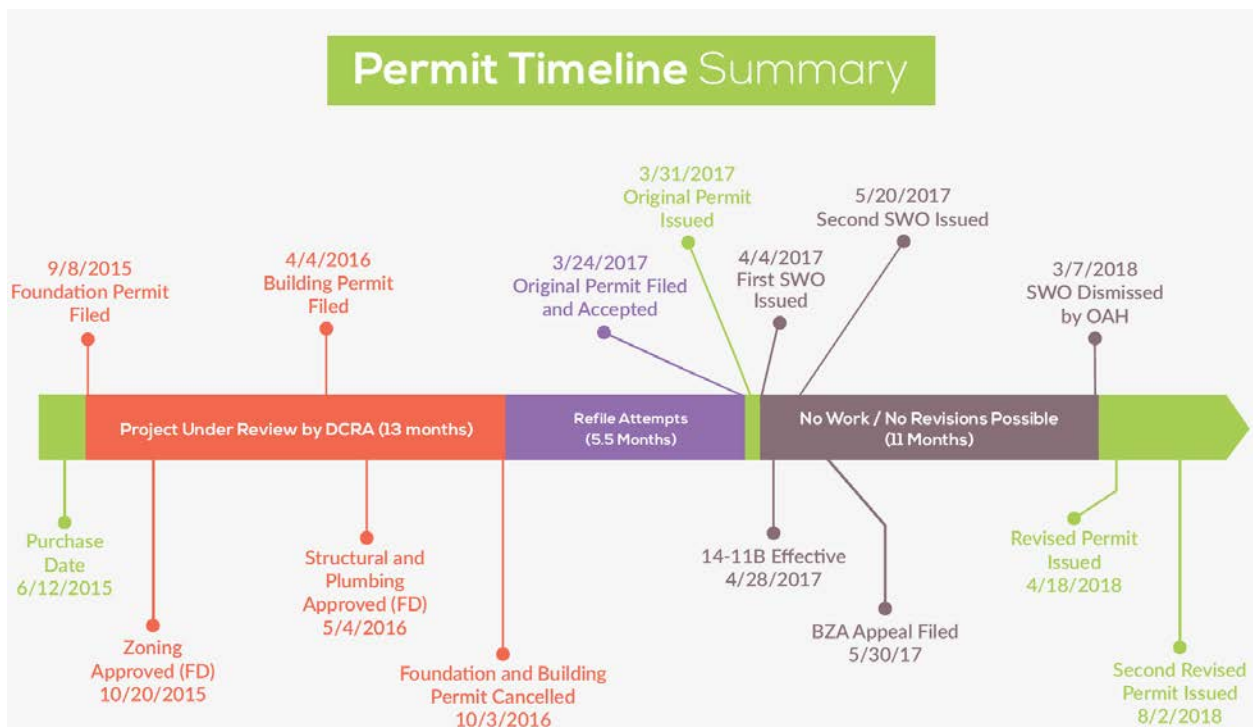 Permit Timeline Summary
3/31/2017
Original Permit
Issued
5/20/2017
Second SWO Issued
9/8/2015
Foundation Permit
Filed
4/4/2016
Building Permit
Filed
3/24/2017
Original Permit Filed
and Accepted
4/4/2017
First SWO
Issued
3/7/2018
SWO Dismissed
by OAH
Project Under Review by DCRA (13 months)
Refile Attempts
(5.5 Months)
No Work / No Revisions Possible
(11 Months)
Purchase
Date
6/12/2015
Zoning
Approved (FD)
10/20/2015
Structural and
Plumbing
Approved (FD)
5/4/2016
Foundation and Building
Permit Cancelled
10/3/2016
14-11B Effective
4/28/2017
BZA Appeal Filed
5/30/17
Revised Permit
Issued
4/18/2018
Second Revised
Permit Issued
8/2/2018